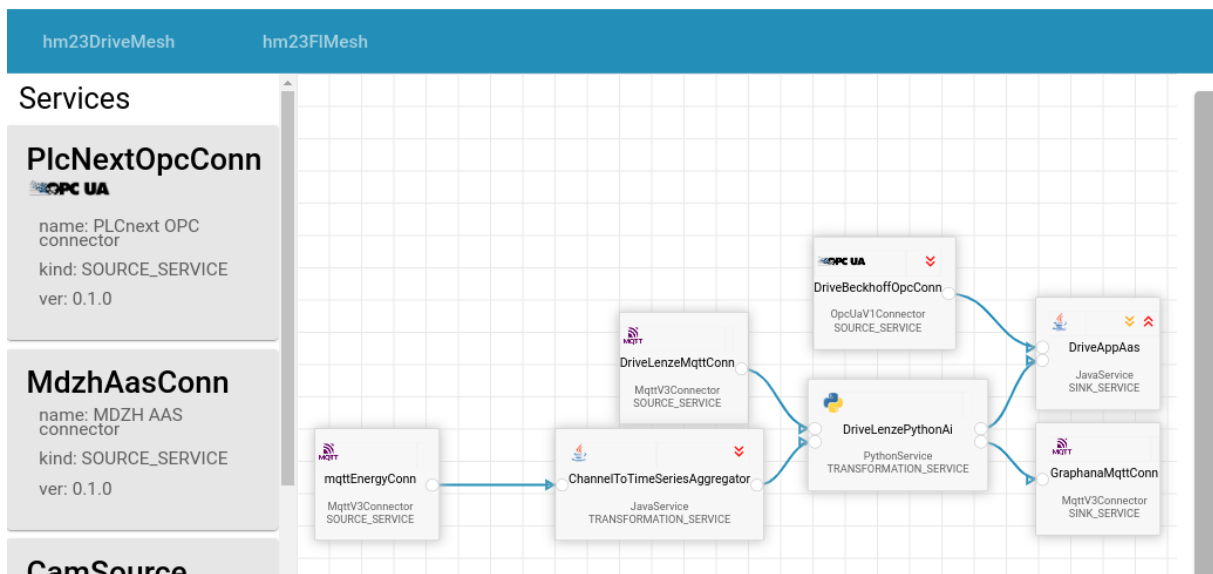 hm23DriveMesh
hm23FlMesh
Services
PlcNextOpcConn
OPC UA
name: PLCnext OPC
connector
kind: SOURCE_SERVICE
ver: 0.1.0
MdzhAasConn
name: MDZH AAS
connector
kind: SOURCE_SERVICE
ver: 0.1.0
CamSource
OPC UA
DriveBeckhoffOpcConn
OpcUaV1Connector
SOURCE_SERVICE
MQTT
DriveLenzeMqttConn
MqttV3Connector
SOURCE_SERVICE
DriveAppAas
JavaService
SINK_SERVICE
DriveLenzePythonAi
PythonService
TRANSFORMATION_SERVICE
MQTT
mqttEnergyConn
MqttV3Connector
SOURCE_SERVICE
ChannelToTimeSeriesAggregator
JavaService
TRANSFORMATION_SERVICE
MQTT
GraphanaMqttConn
MqttV3Connector
SINK_SERVICE